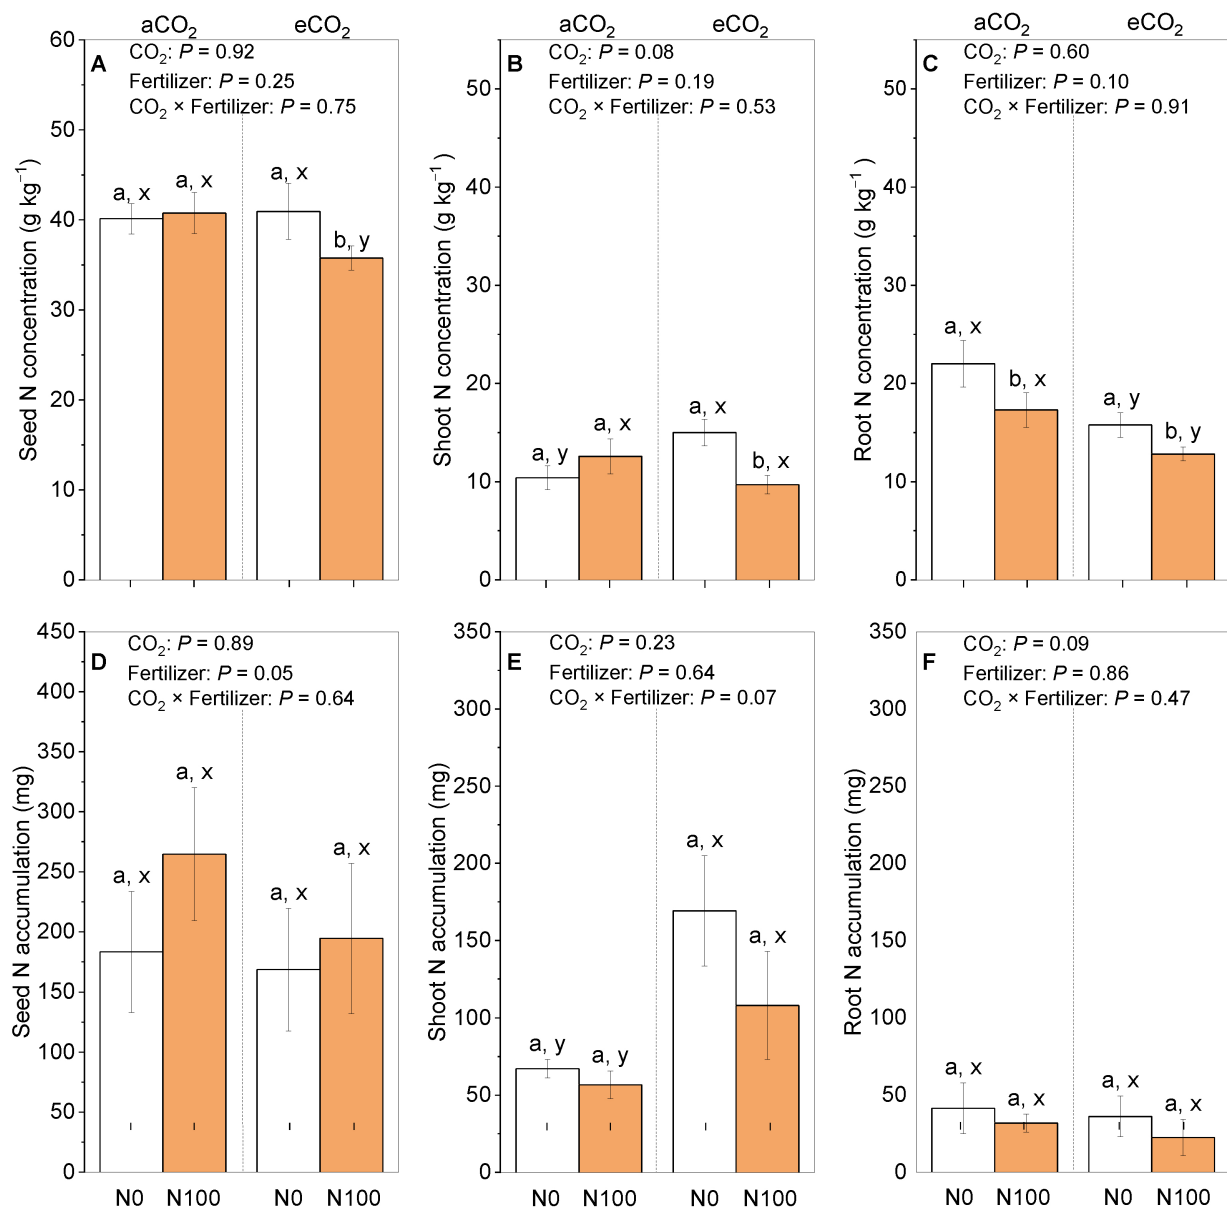 aCO₂ eCO₂ aCO₂ eCO₂ aCO₂ eCO₂
A
CO₂: P = 0.92
Fertilizer: P = 0.25
CO₂ × Fertilizer: P = 0.75
Seed N concentration (g kg⁻¹)
60
50
40
30
20
10
0
a, x
a, x
a, x
b, y
B
CO₂: P = 0.08
Fertilizer: P = 0.19
CO₂ × Fertilizer: P = 0.53
Shoot N concentration (g kg⁻¹ )
50
40
30
20
10
0
a, y
a, x
a, x
b, x
C
CO₂: P = 0.60
Fertilizer: P = 0.10
CO₂ × Fertilizer: P = 0.91
Root N concentration (g kg⁻¹ )
50
40
30
20
10
0
a, x
b, x
a, y
b, y
D
CO₂: P = 0.89
Fertilizer: P = 0.05
CO₂ × Fertilizer: P = 0.64
Seed N accumulation (mg)
450
400
350
300
250
200
150
100
50
0
a, x
a, x
a, x
a, x
N0 N100 N0 N100
E
CO₂: P = 0.23
Fertilizer: P = 0.64
CO₂ × Fertilizer: P = 0.07
Shoot N accumulation (mg)
350
300
250
200
150
100
50
0
a, y
a, y
a, x
a, x
N0 N100 N0 N100
F
CO₂: P = 0.09
Fertilizer: P = 0.86
CO₂ × Fertilizer: P = 0.47
Root N accumulation (mg)
350
300
250
200
150
100
50
0
a, x
a, x
a, x
a, x
N0 N100 N0 N100